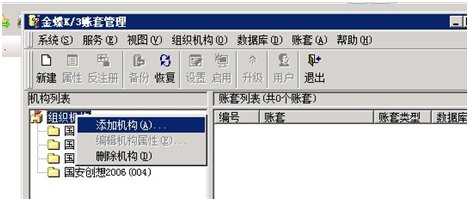 金蝶K/3账套管理
系统(S) 服务(E) 视图(V) 组织机构(O) 数据库(D) 账套(A) 帮助(H)
新建 属性 反注册 备份 恢复 设置 启用 升级 用户 退出
机构列表
账套列表(共0个账套)
编号 账套 账套类型 数据库
组织机
添加机构(A)...
编辑机构属性(E)...
删除机构(D)
国
国
国
国安创想2006(004)